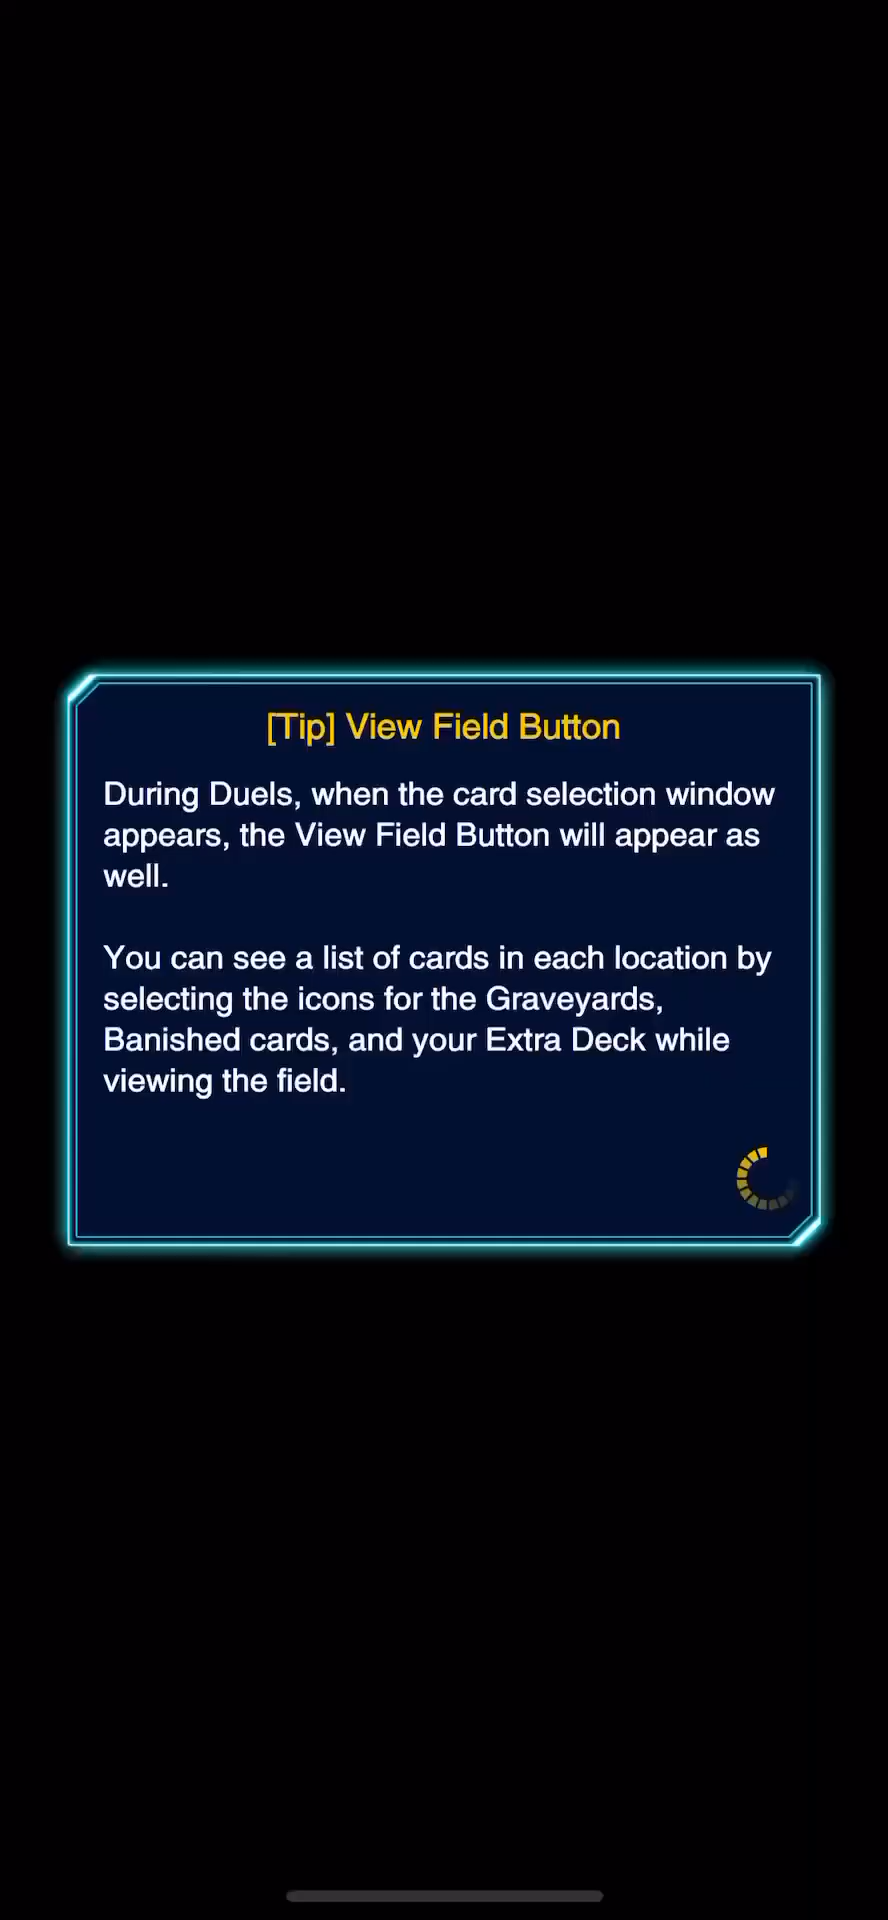 [Tip] View Field Button
During Duels, when the card selection window
appears, the View Field Button will appear as
well.
You can see a list of cards in each location by
selecting the icons for the Graveyards,
Banished cards, and your Extra Deck while
viewing the field.